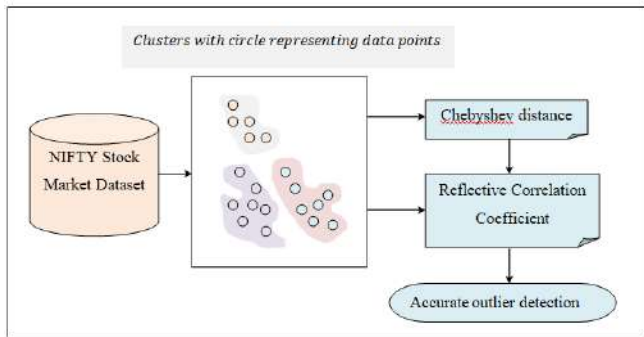 Clusters with circle representing data points
NIFTY Stock
Market Dataset
Chebyshev distance
Reflective Correlation
Coefficient
Accurate outlier detection